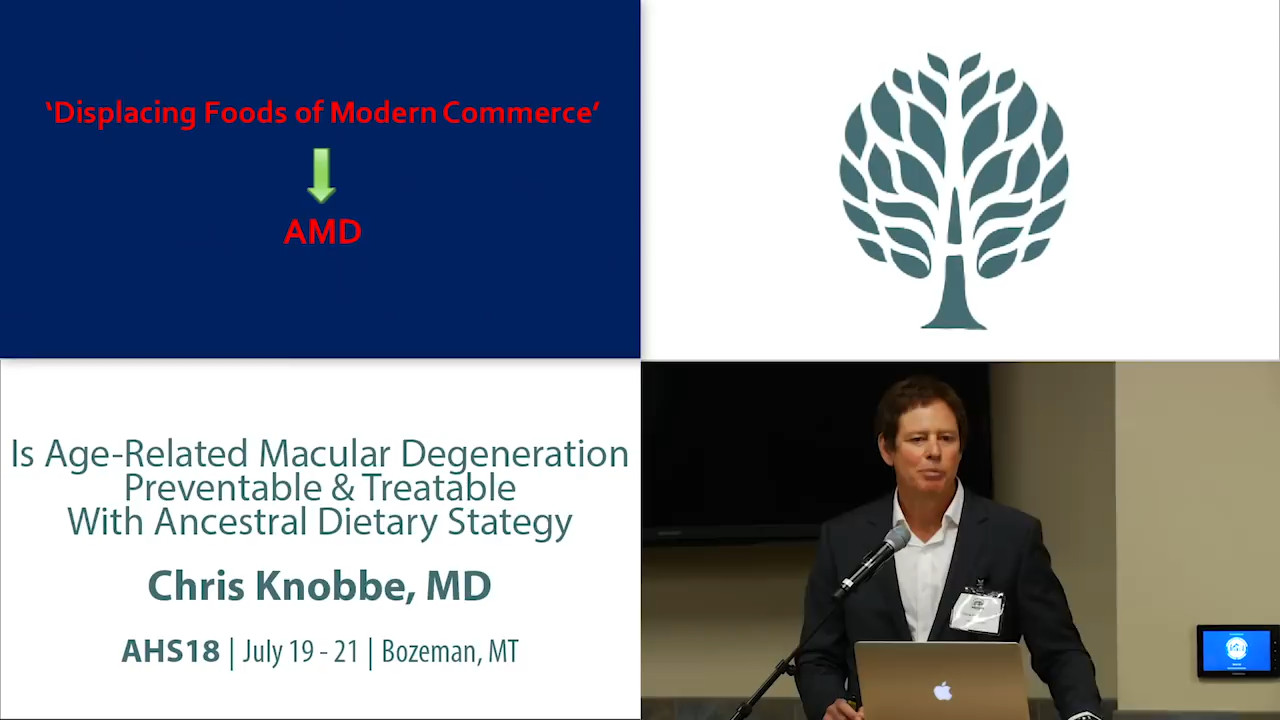 ‘Displacing Foods of Modern Commerce’
AMD
Is Age-Related Macular Degeneration
Preventable & Treatable
With Ancestral Dietary Stategy
Chris Knobbe, MD
AHS18 | July 19 - 21 | Bozeman, MT